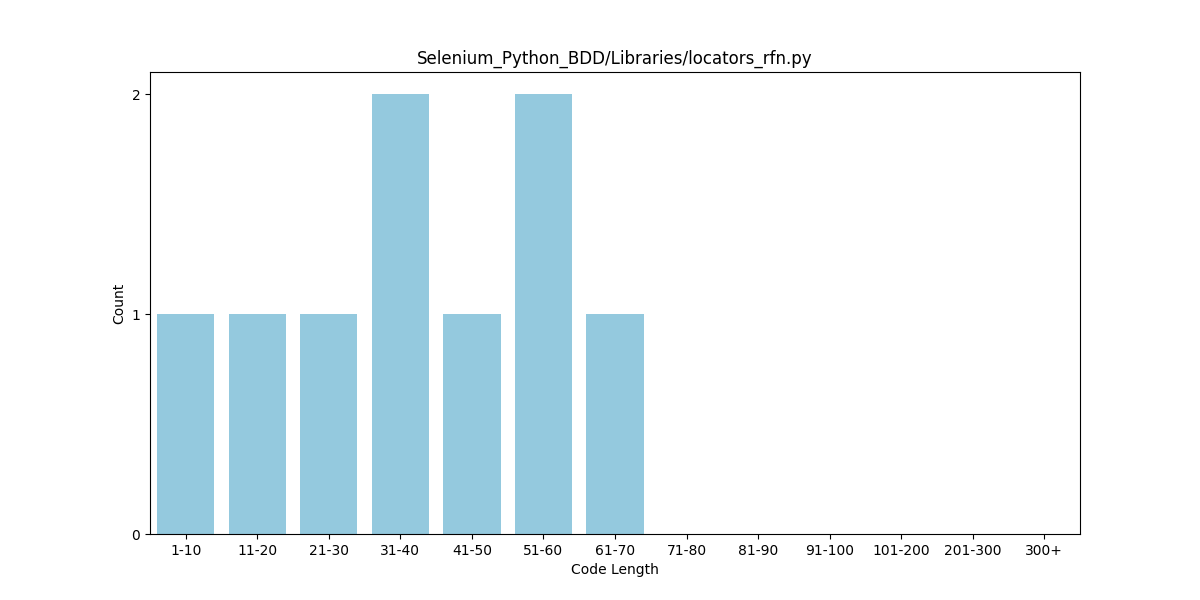 Selenium_Python_BDD/Libraries/locators_rfn.py
2
1
0
Count
1-10 11-20 21-30 31-40 41-50 51-60 61-70 71-80 81-90 91-100 101-200 201-300 300+
Code Length